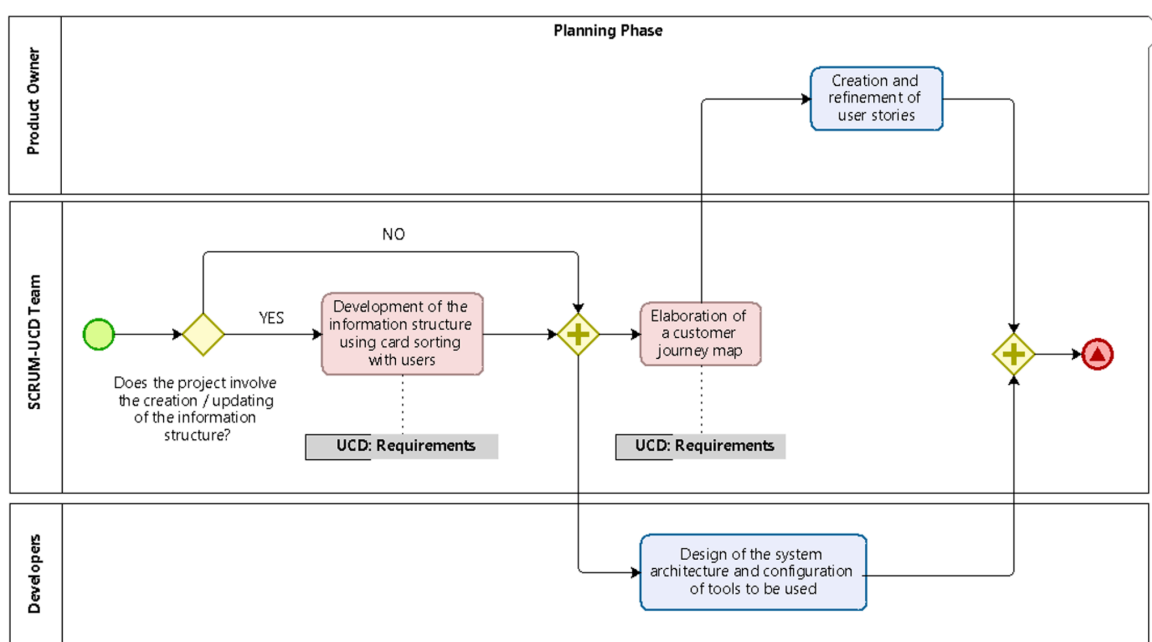 Planning Phase
Product Owner
Creation and
refinement of
user stories
SCRUM-UCD Team
NO
YES
Development of the
information structure
using card sorting
with users
Elaboration of
a customer
journey map
Does the project involve
the creation / updating
of the information
structure?
UCD: Requirements
UCD: Requirements
Developers
Design of the system
architecture and configuration
of tools to be used